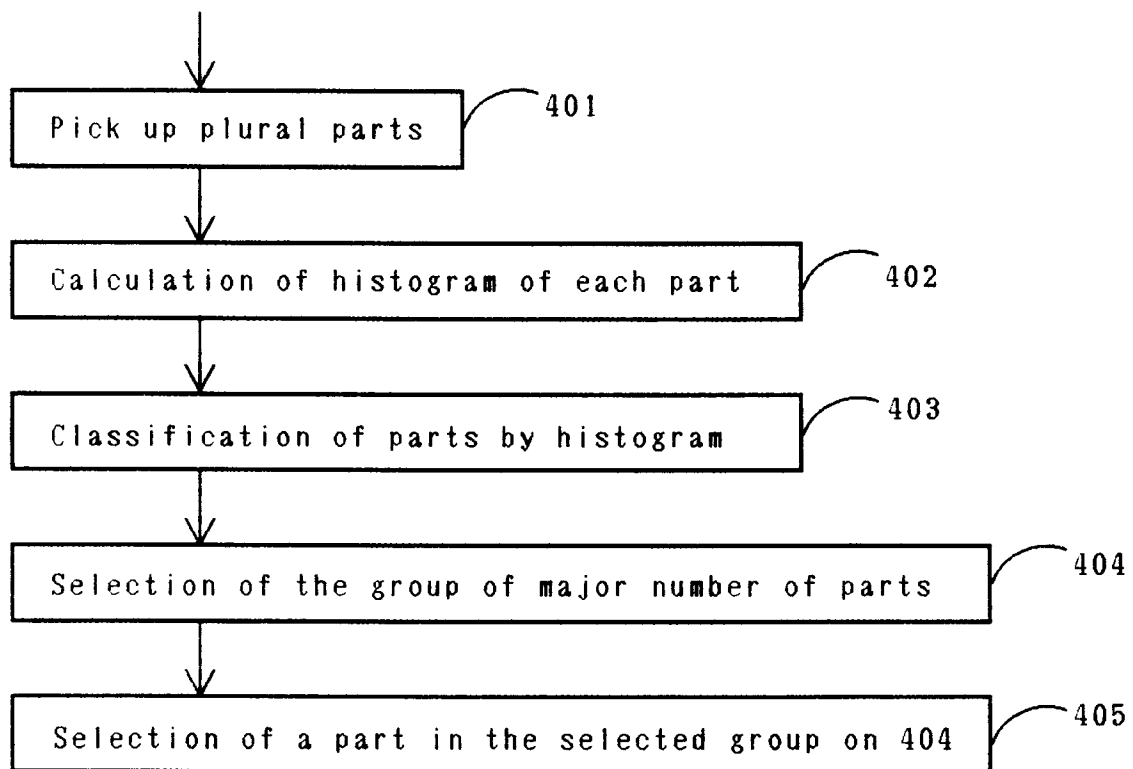 Pick up plural parts
401
Calculation of histogram of each part
402
Classification of parts by histogram
403
Selection of the group of major number of parts
404
Selection of a part in the selected group on 404
405